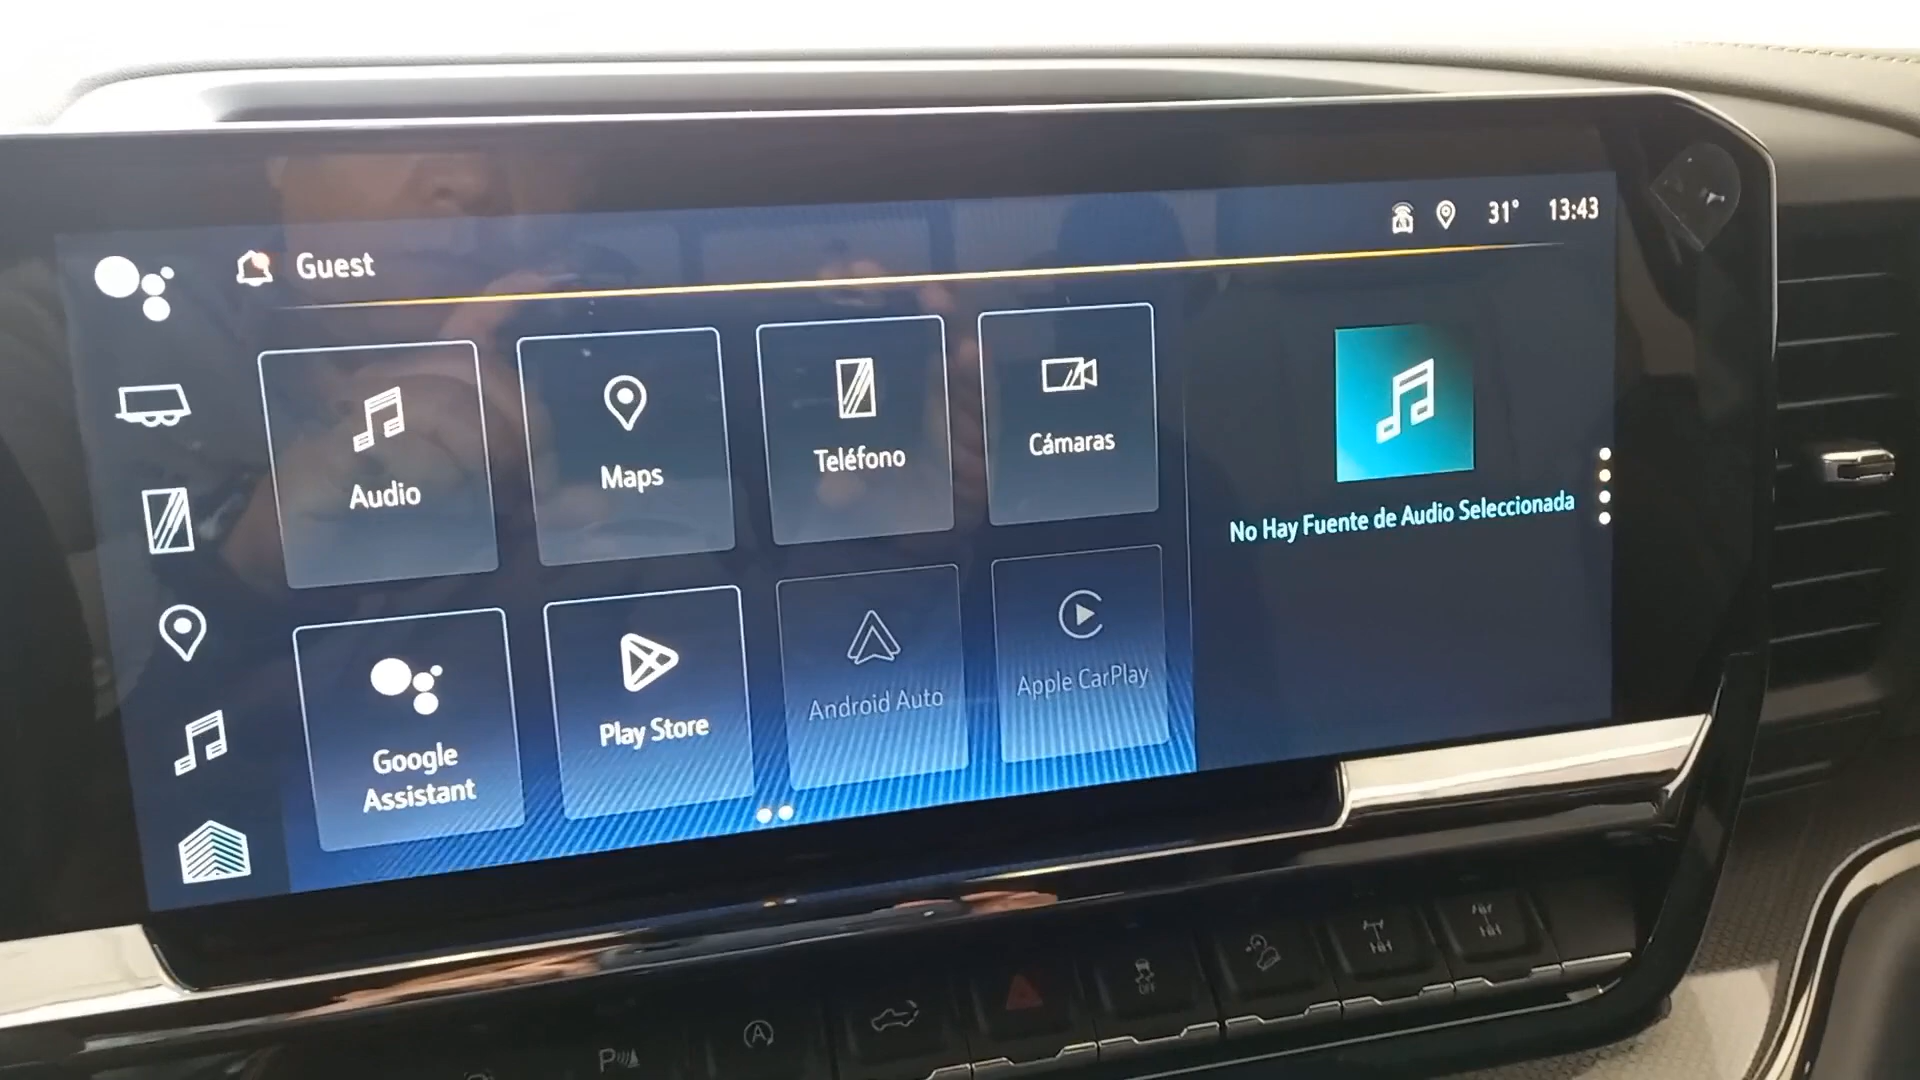 Guest
31° 13:43
Audio
Maps
Teléfono
Cámaras
No Hay Fuente de Audio Seleccionada
Google
Assistant
Play Store
Android Auto
Apple CarPlay
A
OFF
P